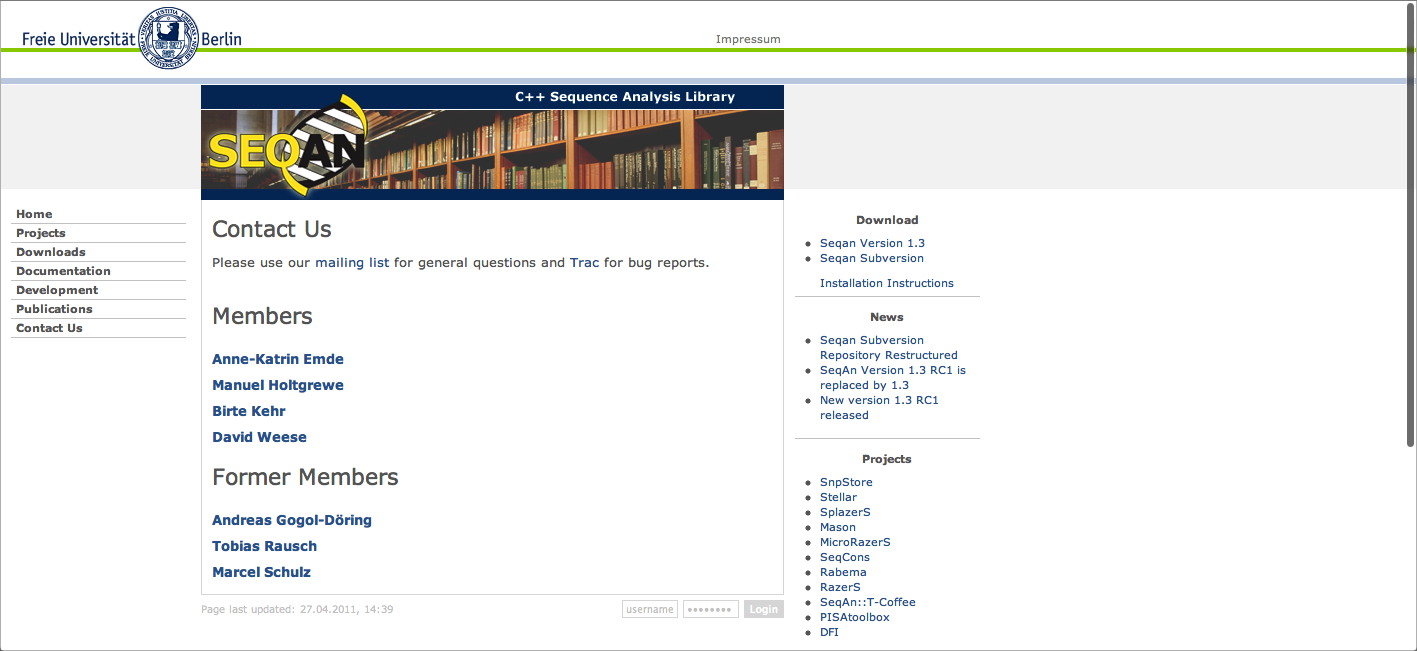 Freie Universität Berlin
Impressum
C++ Sequence Analysis Library
SEQAN
Home
Projects
Downloads
Documentation
Development
Publications
Contact Us
Contact Us
Please use our mailing list for general questions and Trac for bug reports.
Members
Anne-Katrin Emde
Manuel Holtgrewe
Birte Kehr
David Weese
Former Members
Andreas Gogol-Döring
Tobias Rausch
Marcel Schulz
Page last updated: 27.04.2011, 14:39
username
••••••••
Login
Download
Seqan Version 1.3
Seqan Subversion
Installation Instructions
News
Seqan Subversion
Repository Restructured
SeqAn Version 1.3 RC1 is
replaced by 1.3
New version 1.3 RC1
released
Projects
SnpStore
Stellar
SplazerS
Mason
MicroRazerS
SeqCons
Rabema
RazerS
SeqAn::T-Coffee
PISAtoolbox
DFI